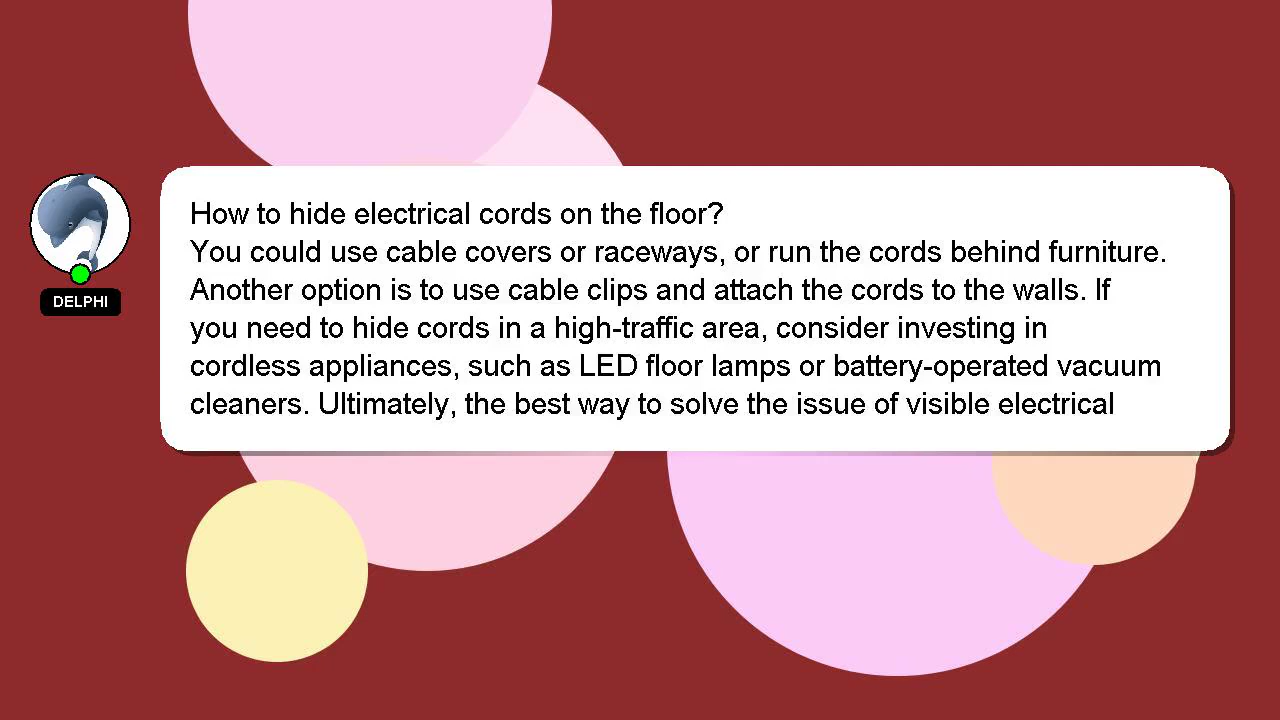 How to hide electrical cords on the floor?
You could use cable covers or raceways, or run the cords behind furniture.
Another option is to use cable clips and attach the cords to the walls. If
you need to hide cords in a high-traffic area, consider investing in
cordless appliances, such as LED floor lamps or battery-operated vacuum
cleaners. Ultimately, the best way to solve the issue of visible electrical
DELPHI